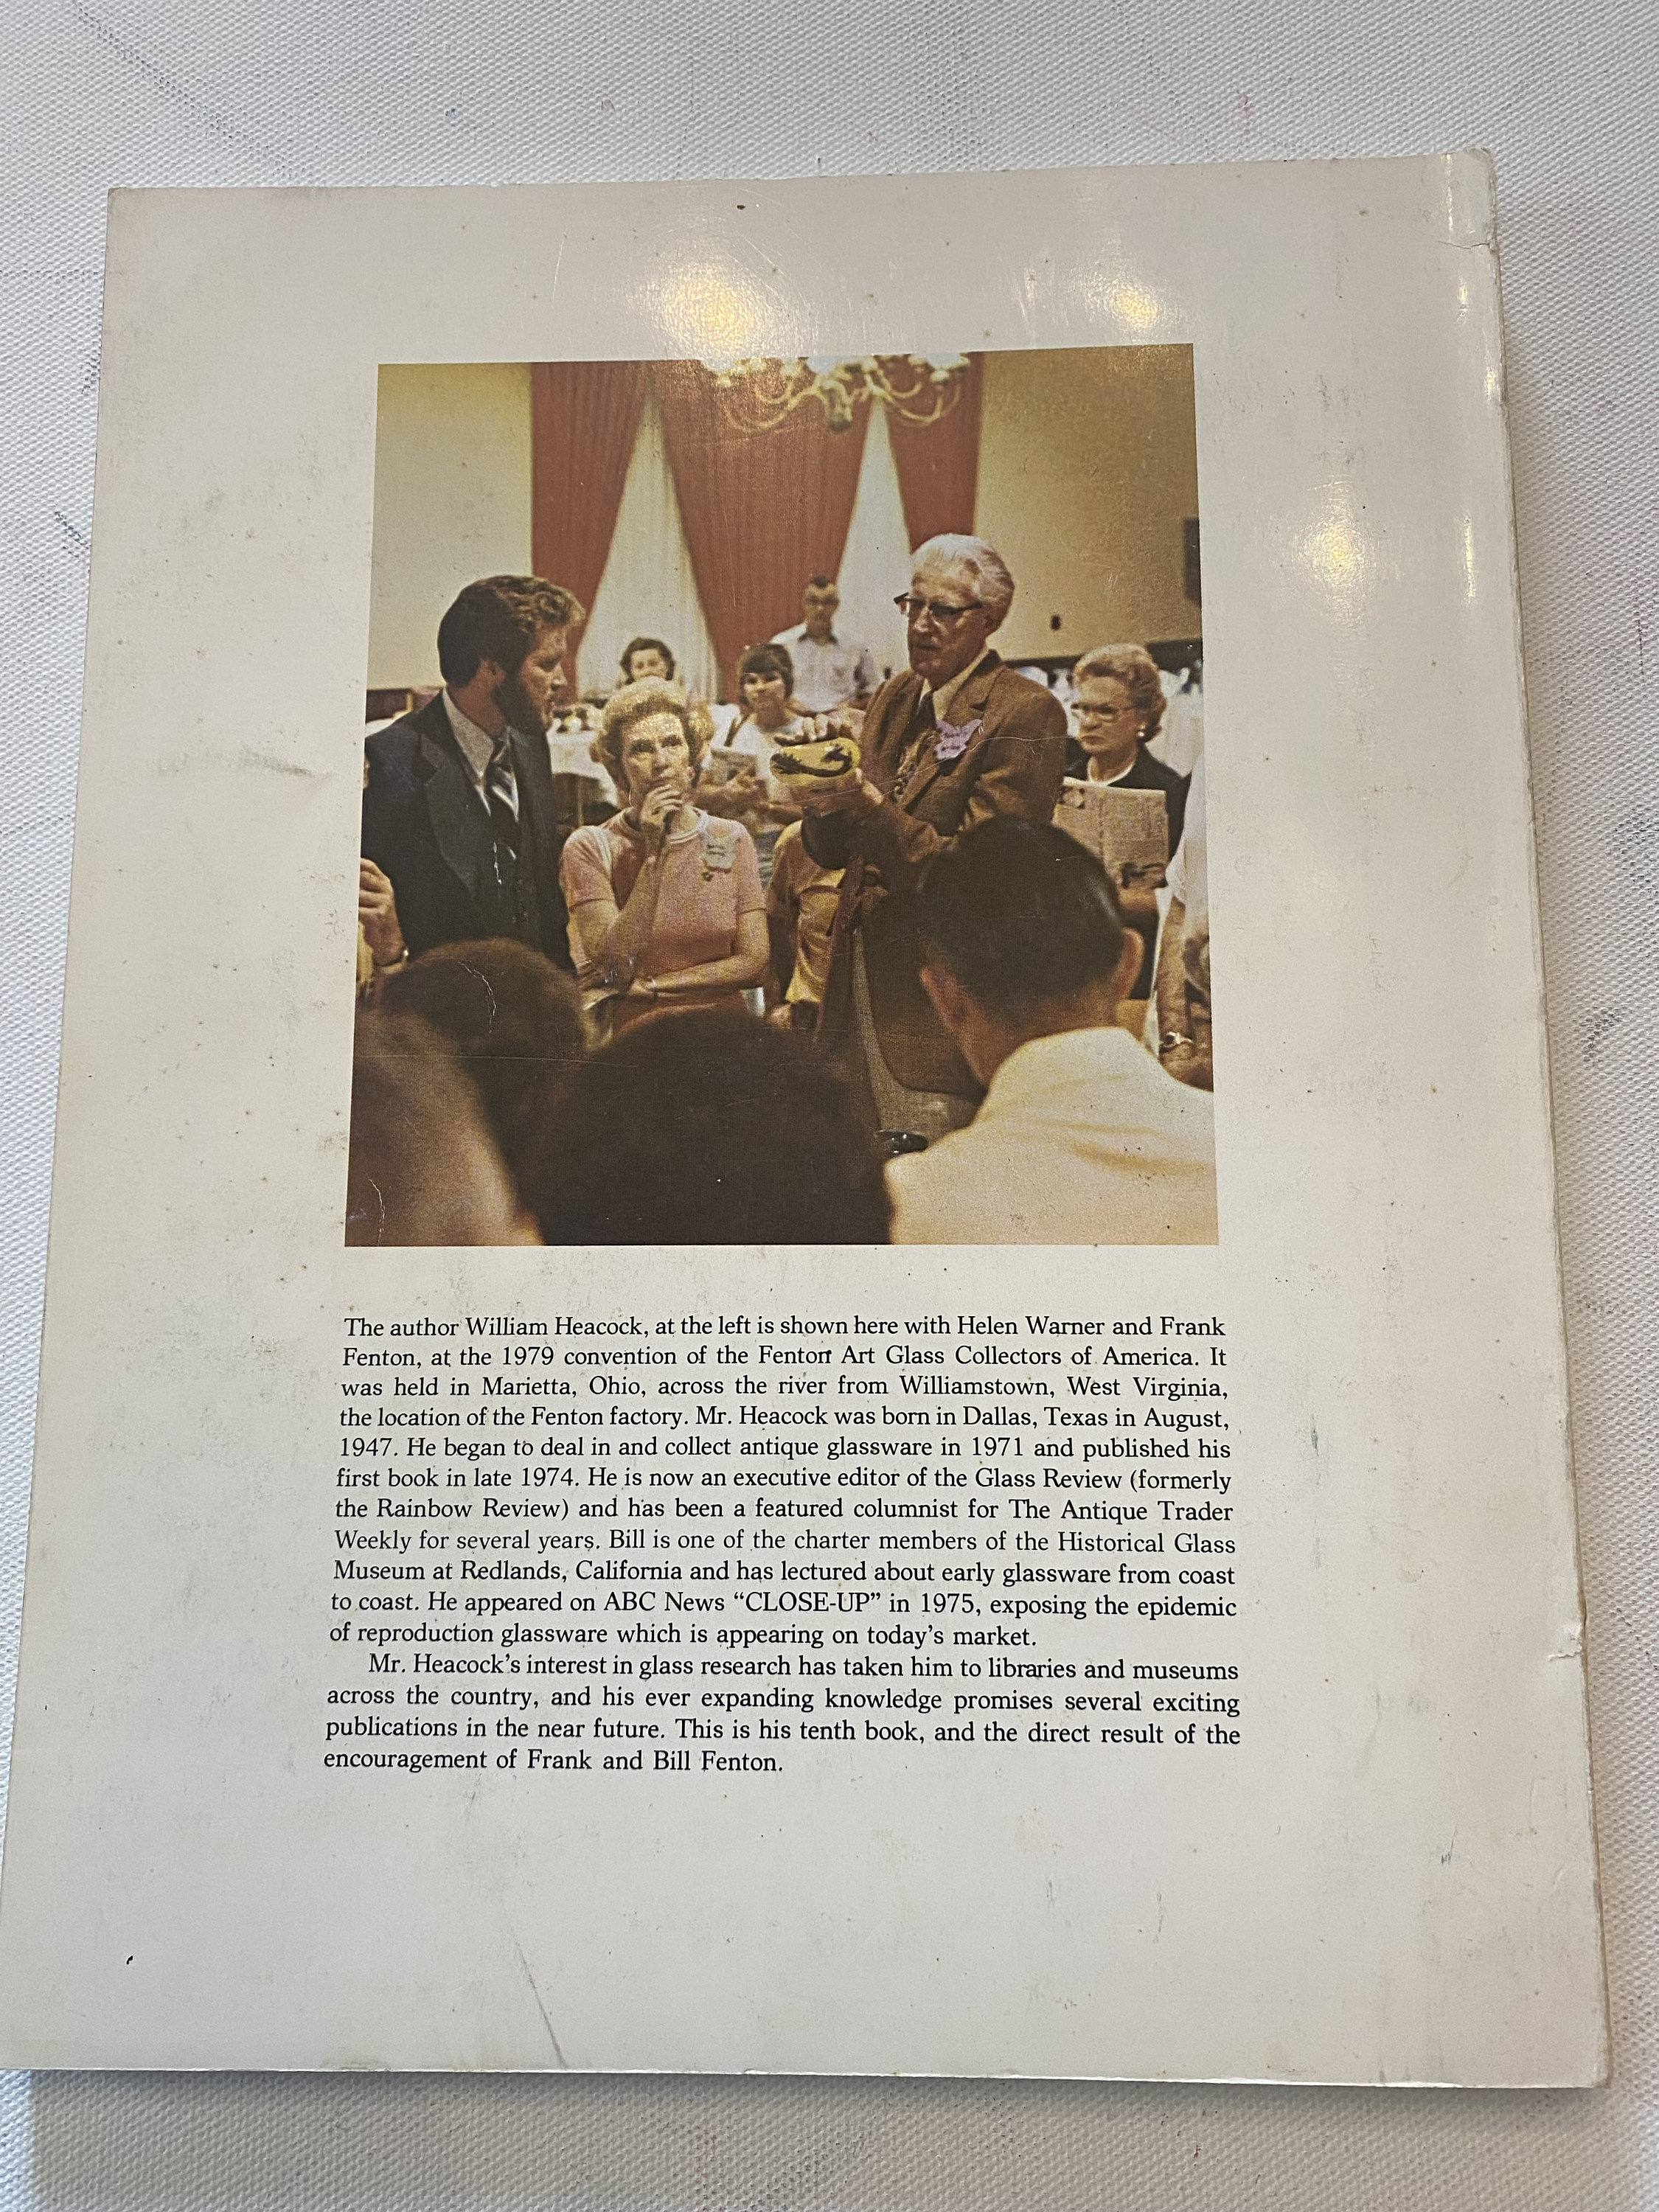 The author William Heacock, at the left is shown here with Helen Warner and Frank
Fenton, at the 1979 convention of the Fenton Art Glass Collectors of America. It
was held in Marietta, Ohio, across the river from Williamstown, West Virginia,
the location of the Fenton factory. Mr. Heacock was born in Dallas, Texas in August,
1947. He began to deal in and collect antique glassware in 1971 and published his
first book in late 1974. He is now an executive editor of the Glass Review (formerly
the Rainbow Review) and has been a featured columnist for The Antique Trader
Weekly for several years. Bill is one of the charter members of the Historical Glass
Museum at Redlands, California and has lectured about early glassware from coast
to coast. He appeared on ABC News “CLOSE-UP” in 1975, exposing the epidemic
of reproduction glassware which is appearing on today’s market.
Mr. Heacock’s interest in glass research has taken him to libraries and museums
across the country, and his ever expanding knowledge promises several exciting
publications in the near future. This is his tenth book, and the direct result of the
encouragement of Frank and Bill Fenton.